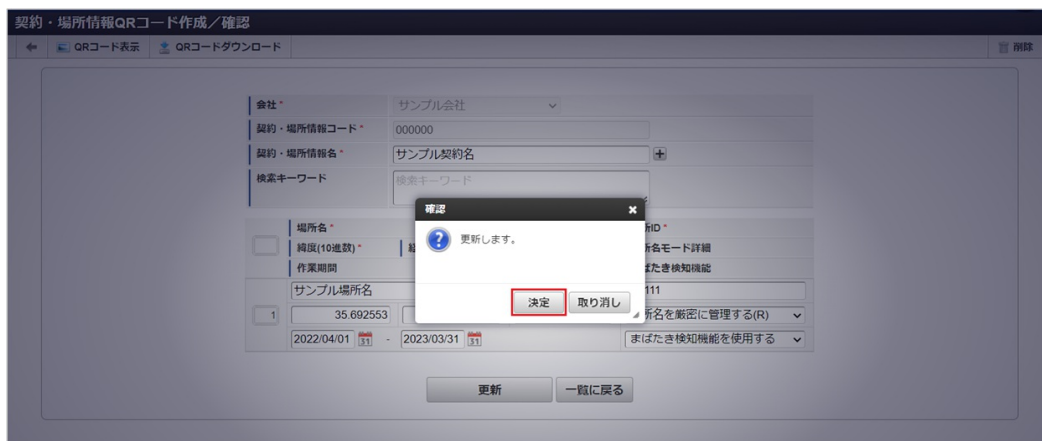 契約・場所情報QRコード作成／確認
QRコード表示 QRコードダウンロード 削除
会社* サンプル会社
契約・場所情報コード* 000000
契約・場所情報名* サンプル契約名
検索キーワード 検索キーワード
確認
更新します。
決定 取り消し
場所名* 所ID*
緯度(10進数)* 所名モード詳細
作業期間 ばたき検知機能
サンプル場所名 111
1 35.692553 所名を厳密に管理する(R)
2022/04/01 31 - 2023/03/31 31 まばたき検知機能を使用する
更新 一覧に戻る